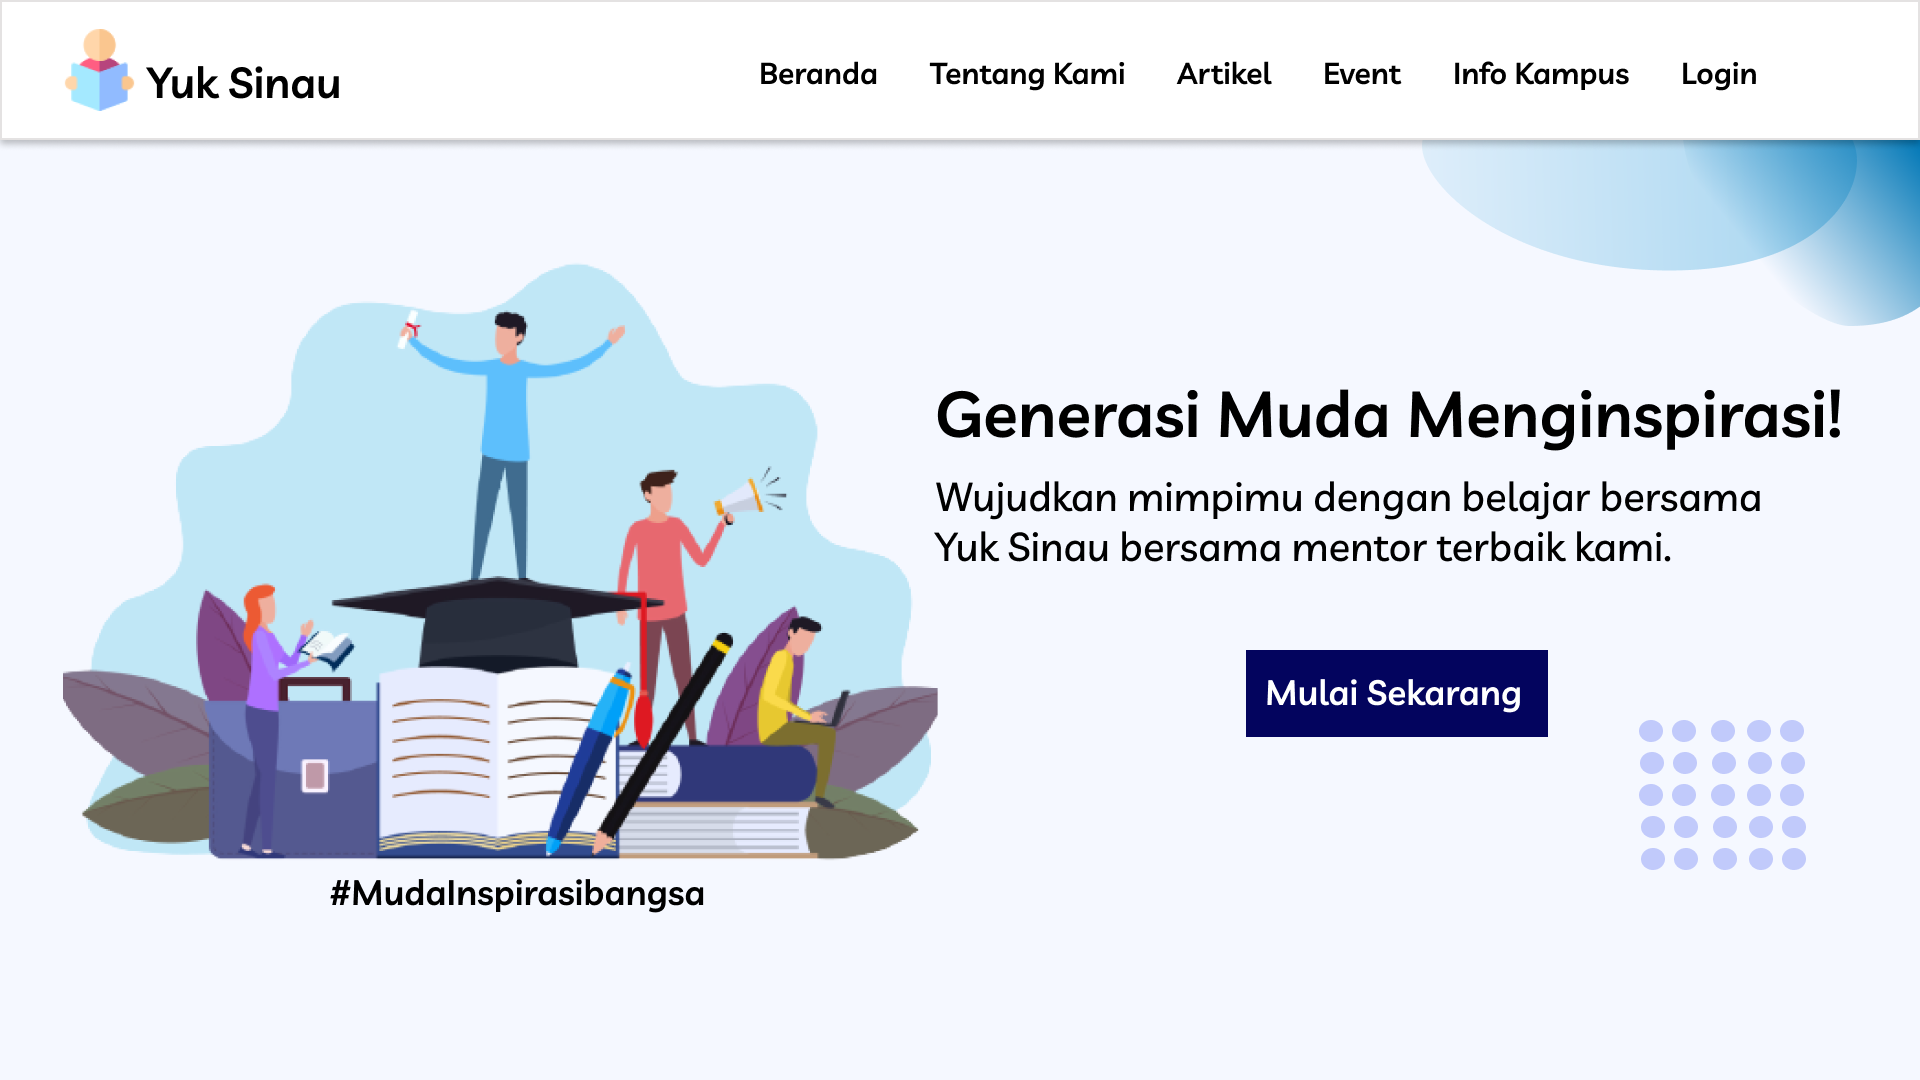 Yuk Sinau
Beranda Tentang Kami Artikel Event Info Kampus Login
Generasi Muda Menginspirasi!
Wujudkan mimpimu dengan belajar bersama
Yuk Sinau bersama mentor terbaik kami.
Mulai Sekarang
#MudaInspirasibangsa